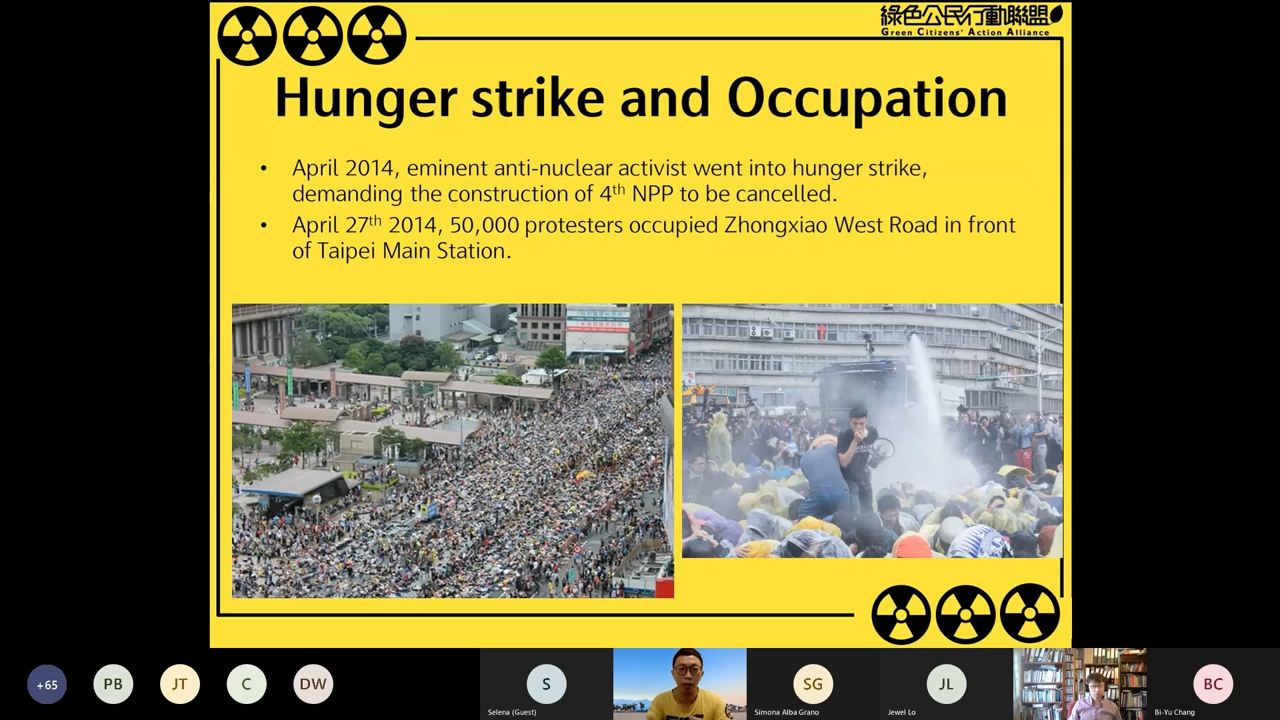 綠色公民行動聯盟
Green Citizens' Action Alliance
Hunger strike and Occupation
• April 2014, eminent anti-nuclear activist went into hunger strike,
demanding the construction of 4th NPP to be cancelled.
• April 27th 2014, 50,000 protesters occupied Zhongxiao West Road in front
of Taipei Main Station.
+65
PB
JT
C
DW
S
SG
JL
BC
Selena (Guest)
Simona Alba Grano
Jewel Lo
Bi-Yu Chang